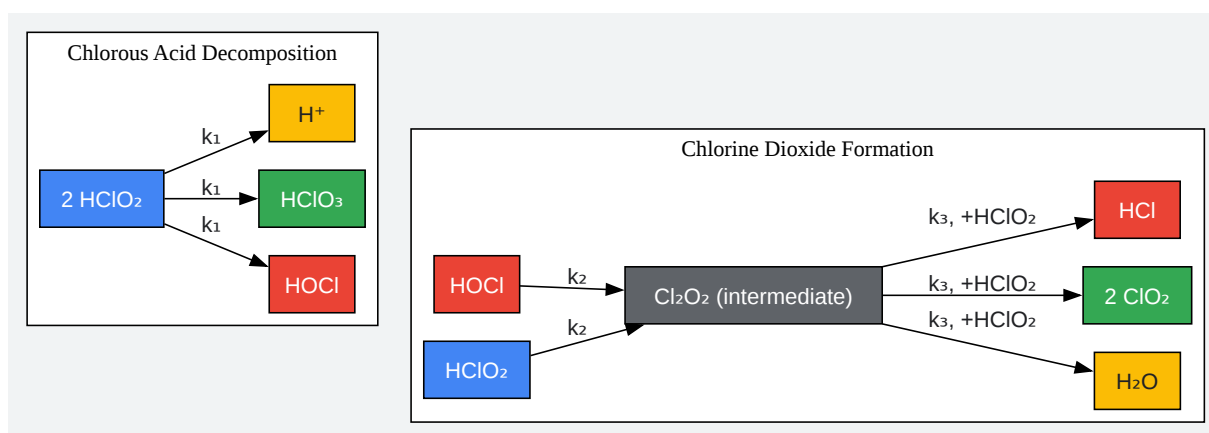 Chlorous Acid Decomposition
H⁺
k₁
2 HClO₂
k₁
HClO₃
k₁
HOCl
Chlorine Dioxide Formation
HOCl
k₂
HClO₂
k₂
Cl₂O₂ (intermediate)
k₃, +HClO₂
HCl
k₃, +HClO₂
2 ClO₂
k₃, +HClO₂
H₂O